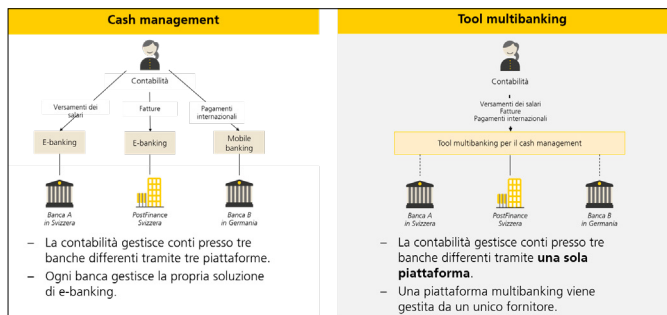 Cash management
Contabilità
Versamenti dei
salari
Fatture
Pagamenti
internazionali
E-banking
E-banking
Mobile
banking
Banca A
in Svizzera
PostFinance
Svizzera
Banca B
in Germania
– La contabilità gestisce conti presso tre
banche differenti tramite tre piattaforme.
– Ogni banca gestisce la propria soluzione
di e-banking.
Tool multibanking
Contabilità
Versamenti dei salari
Fatture
Pagamenti internazionali
Tool multibanking per il cash management
Banca A
in Svizzera
PostFinance
Svizzera
Banca B
in Germania
– La contabilità gestisce conti presso tre
banche differenti tramite una sola
piattaforma.
– Una piattaforma multibanking viene
gestita da un unico fornitore.